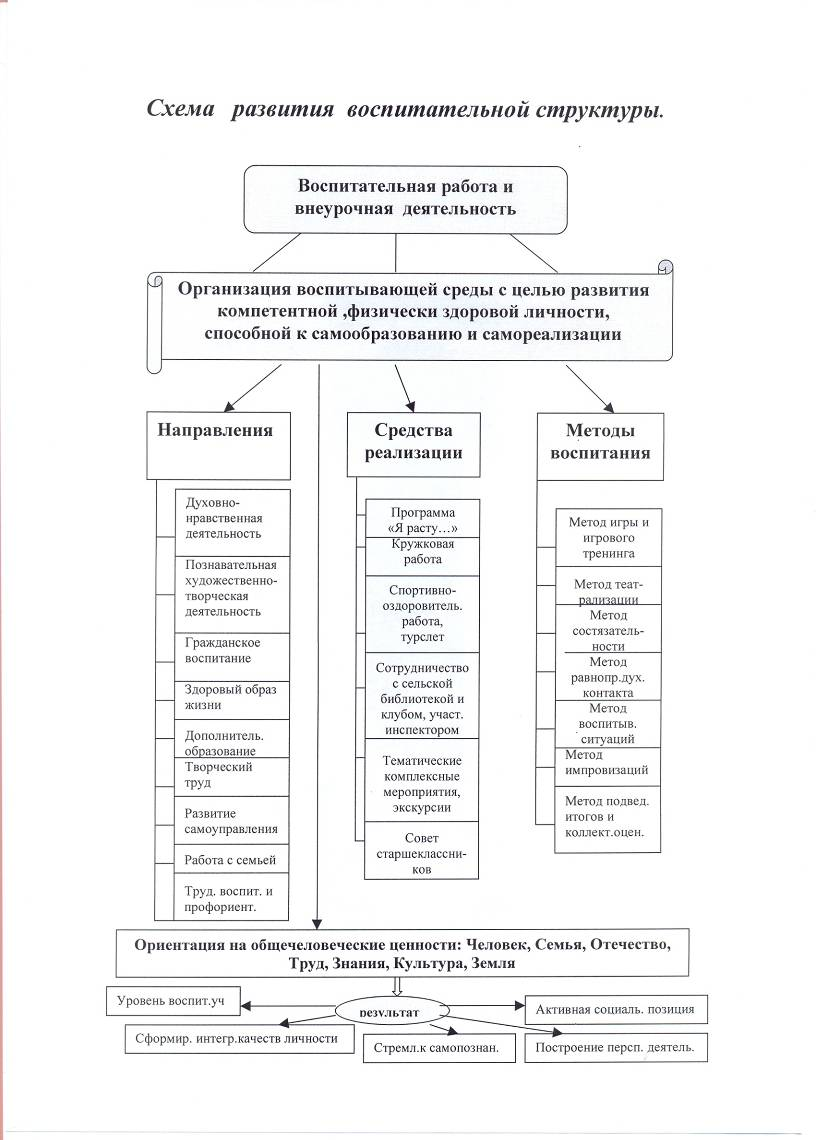 Схема развития воспитательной структуры.
Воспитательная работа и
внеурочная деятельность
Организация воспитывающей среды с целью развития
компетентной ,физически здоровой личности,
способной к самообразованию и самореализации
Направления
Духовно-
нравственная
деятельность
Познавательная
художественно-
творческая
деятельность
Гражданское
воспитание
Здоровый образ
жизни
Дополнитель.
образование
Творческий
труд
Развитие
самоуправления
Работа с семьей
Труд. воспит. и
профориент.
Средства
реализации
Программа
«Я расту…»
Кружковая
работа
Спортивно-
оздоровитель.
работа,
турслет
Сотрудничество
с сельской
библиотекой и
клубом, участ.
инспектором
Тематические
комплексные
мероприятия,
экскурсии
Совет
старшеклассни-
ков
Методы
воспитания
Метод игры и
игрового
тренинга
Метод теат-
рализации
Метод
состязатель-
ности
Метод
равнопр.дух.
контакта
Метод
воспитыв.
ситуаций
Метод
импровизаций
Метод подвед.
итогов и
коллект.оцен.
Ориентация на общечеловеческие ценности: Человек, Семья, Отечество,
Труд, Знания, Культура, Земля
результат
Уровень воспит.уч
Активная социаль. позиция
Сформир. интегр.качеств личности
Стремл.к самопознан.
Построение персп. деятель.